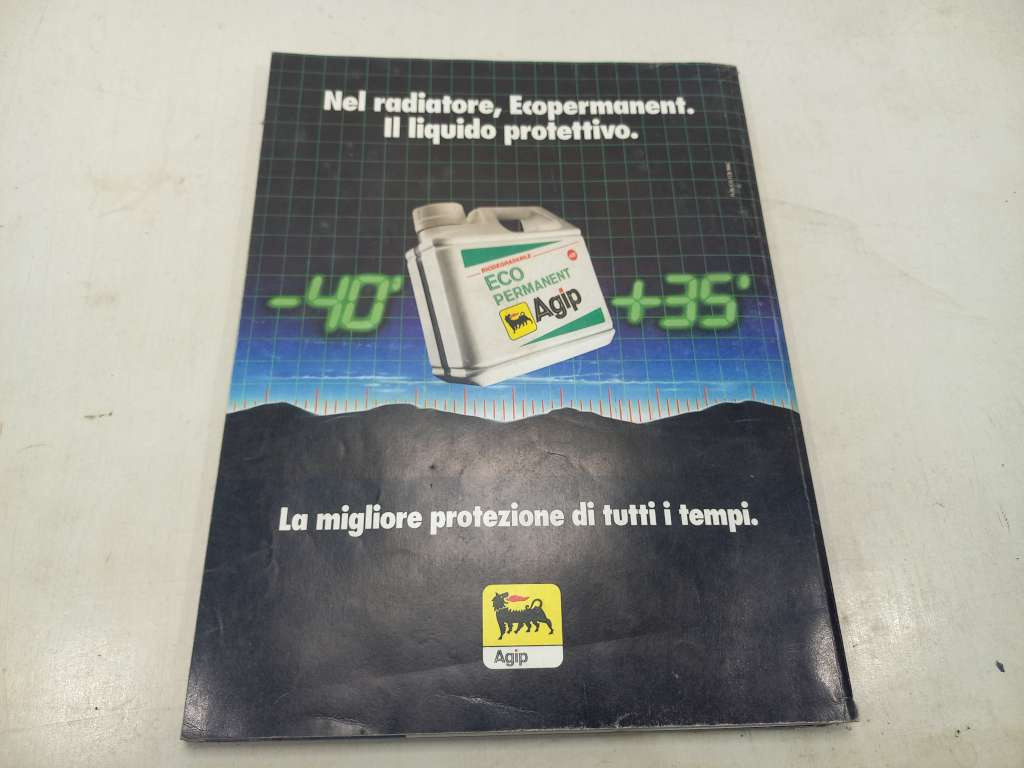 Nel radiatore, Ecopermanent.
Il liquido protettivo.
-40°
BIODEGRADABILE
ECO
PERMANENT
Agip
+35°
La migliore protezione di tutti i tempi.
Agip